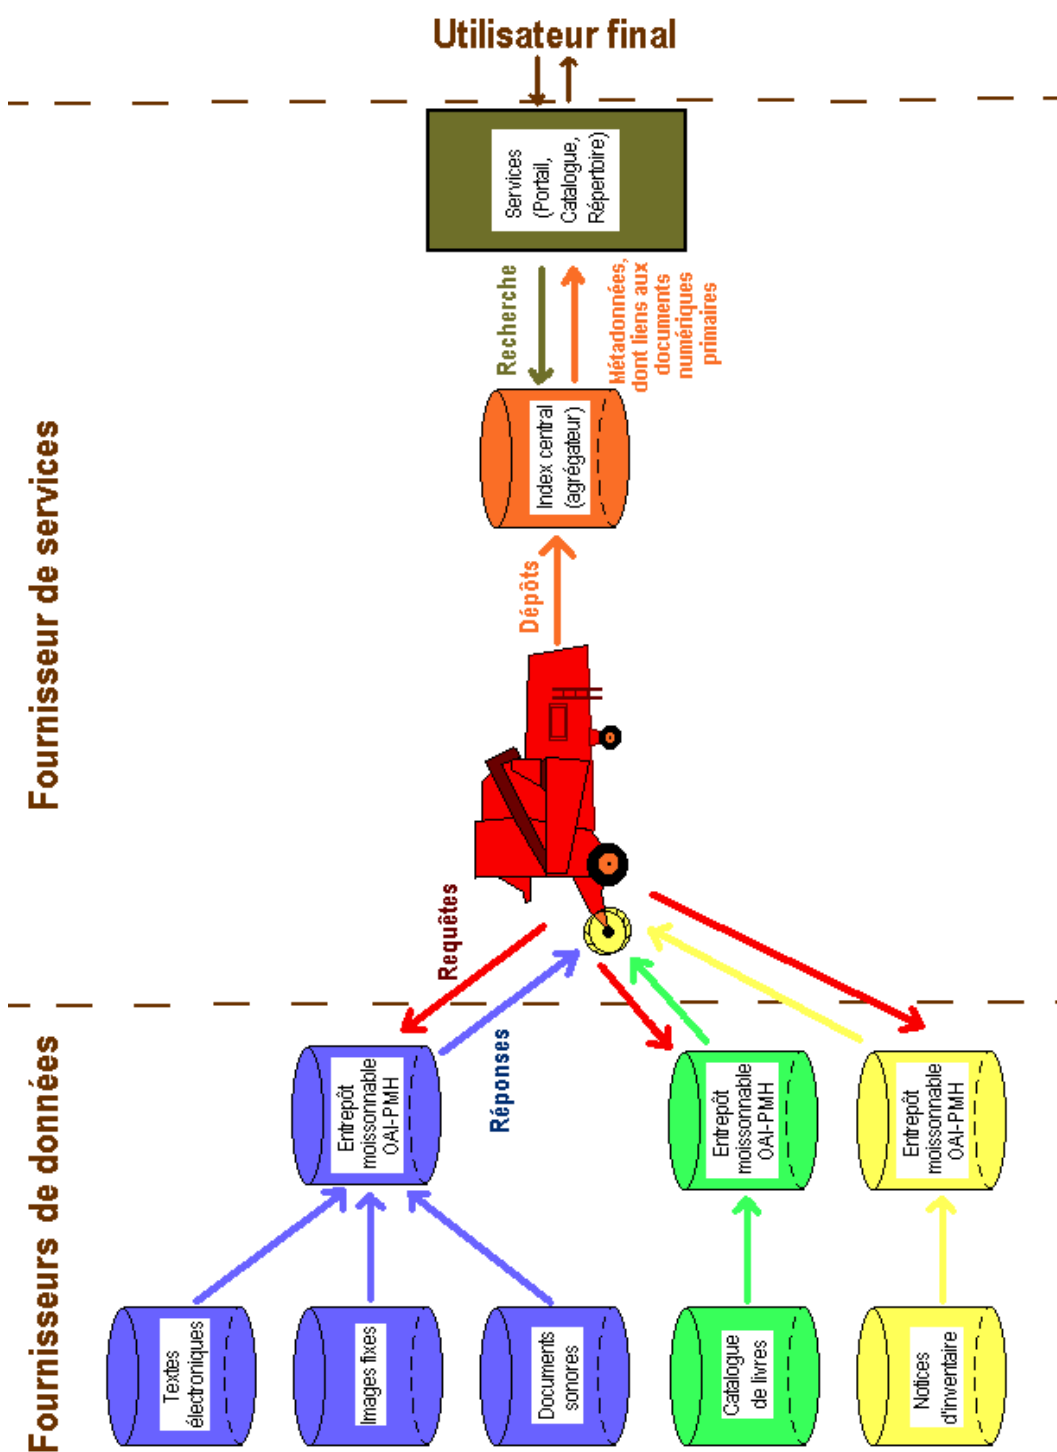 Utilisateur final
Fournisseur de services
Services
(Portail,
Catalogue,
Répertoire)
Recherche
Métadonnées,
dont liens aux
documents
numériques
primaires
Index central
(agrégateur)
Dépôts
Requêtes
Réponses
Fournisseurs de données
Entrepôt
moissonnable
OAI-PMH
Entrepôt
moissonnable
OAI-PMH
Entrepôt
moissonnable
OAI-PMH
Textes
électroniques
Images fixes
Documents
sonores
Catalogue
de livres
Notices
d'inventaire